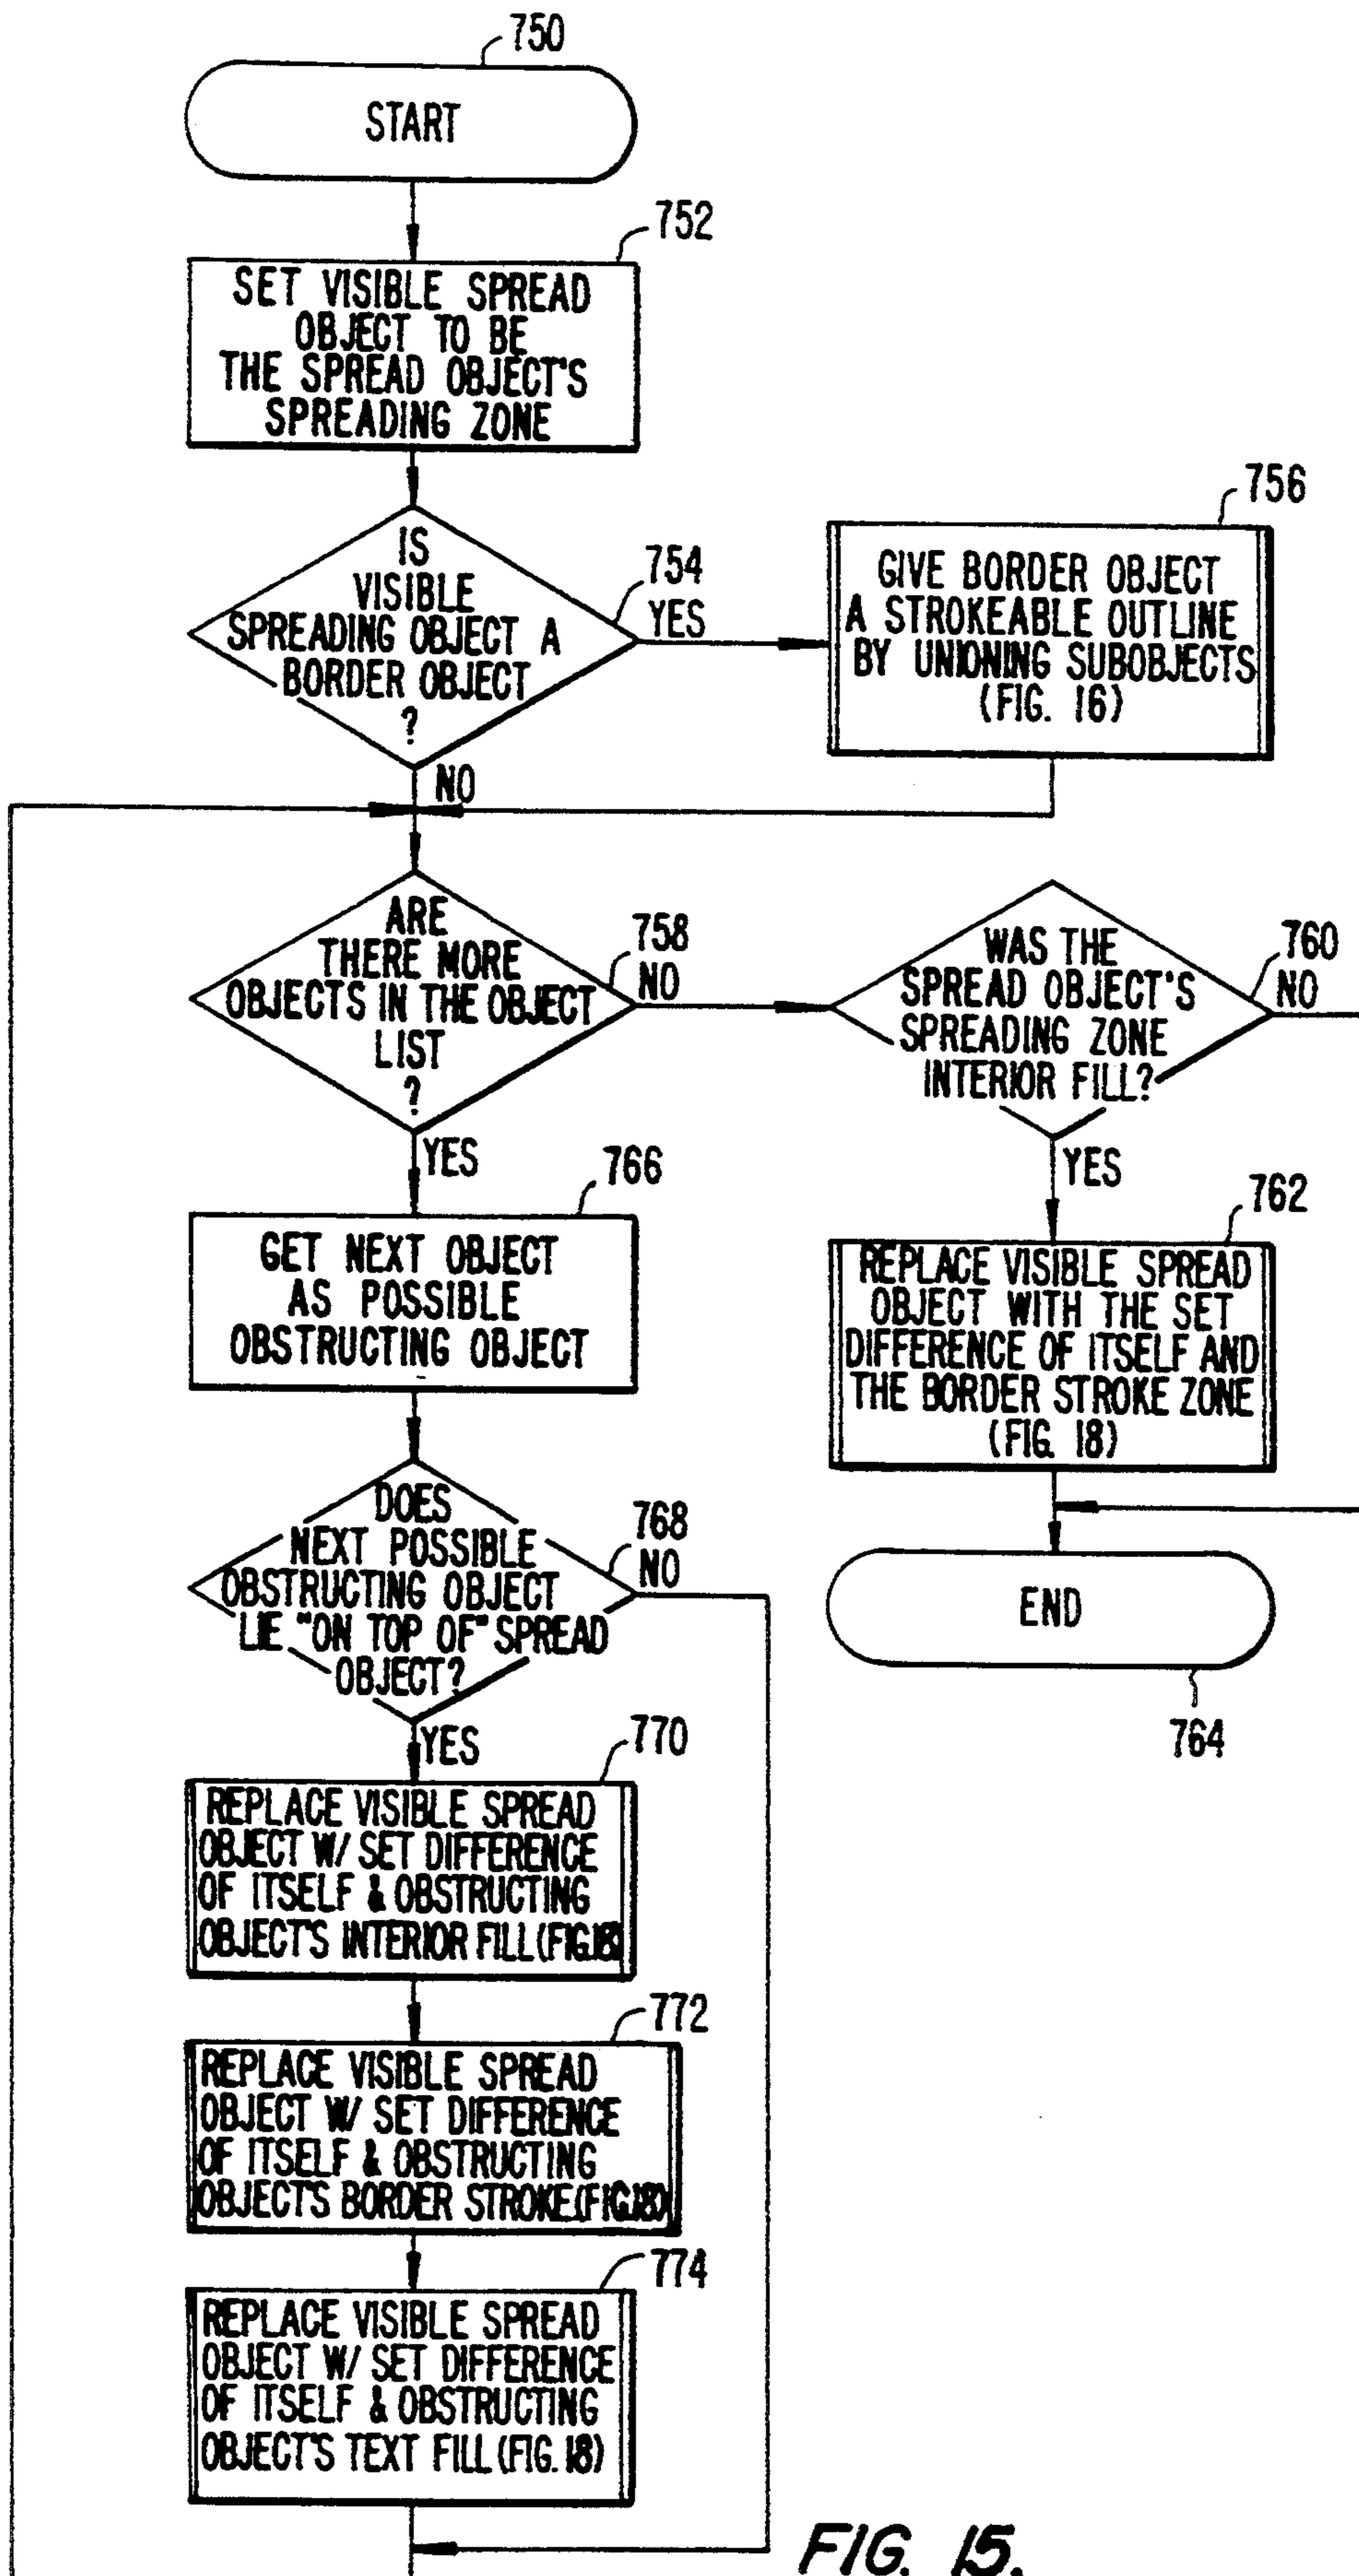 750
START
752
SET VISIBLE SPREAD
OBJECT TO BE
THE SPREAD OBJECT'S
SPREADING ZONE
IS
VISIBLE
SPREADING OBJECT A
BORDER OBJECT
?
754
YES
NO
756
GIVE BORDER OBJECT
A STROKEABLE OUTLINE
BY UNIONING SUBOBJECTS
(FIG. 16)
ARE
THERE MORE
OBJECTS IN THE OBJECT
LIST
?
758
NO
YES
WAS THE
SPREAD OBJECT'S
SPREADING ZONE
INTERIOR FILL?
760
NO
YES
762
REPLACE VISIBLE SPREAD
OBJECT WITH THE SET
DIFFERENCE OF ITSELF AND
THE BORDER STROKE ZONE
(FIG. 18)
END
764
766
GET NEXT OBJECT
AS POSSIBLE
OBSTRUCTING OBJECT
DOES
NEXT POSSIBLE
OBSTRUCTING OBJECT
LIE "ON TOP OF" SPREAD
OBJECT?
768
NO
YES
770
REPLACE VISIBLE SPREAD
OBJECT W/ SET DIFFERENCE
OF ITSELF & OBSTRUCTING
OBJECT'S INTERIOR FILL (FIG.18)
772
REPLACE VISIBLE SPREAD
OBJECT W/ SET DIFFERENCE
OF ITSELF & OBSTRUCTING
OBJECT'S BORDER STROKE (FIG.18)
774
REPLACE VISIBLE SPREAD
OBJECT W/ SET DIFFERENCE
OF ITSELF & OBSTRUCTING
OBJECT'S TEXT FILL (FIG. 18)
FIG. 15.